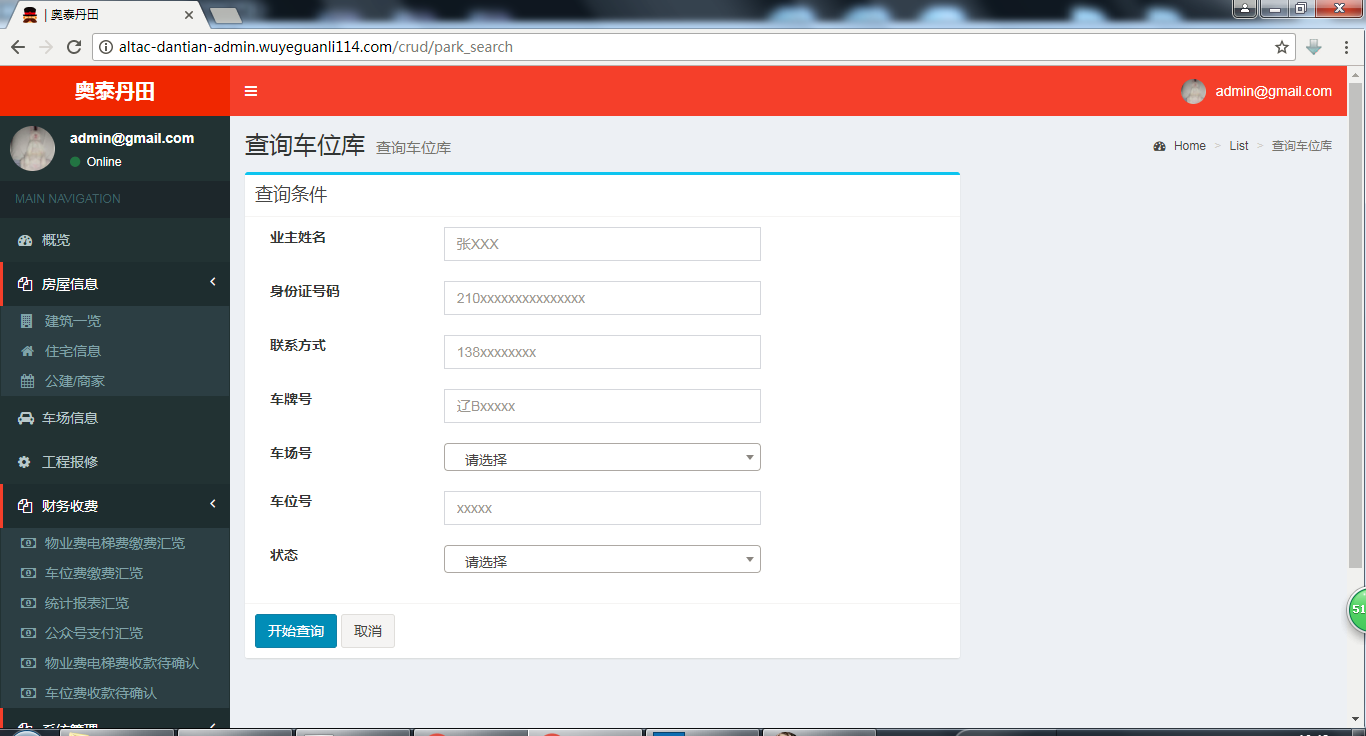 | 奥泰丹田
altac-dantian-admin.wuyeguanli114.com/crud/park_search
奥泰丹田
admin@gmail.com
admin@gmail.com
Online
MAIN NAVIGATION
概览
房屋信息
建筑一览
住宅信息
公建/商家
车场信息
工程报修
财务收费
物业费电梯费缴费汇览
车位费缴费汇览
统计报表汇览
公众号支付汇览
物业费电梯费收款待确认
车位费收款待确认
系统管理
查询车位库 查询车位库
Home > List > 查询车位库
查询条件
业主姓名 张XXX
身份证号码 210xxxxxxxxxxxxxxx
联系方式 138xxxxxxxx
车牌号 辽Bxxxxx
车场号 请选择
车位号 xxxxx
状态 请选择
开始查询 取消
51